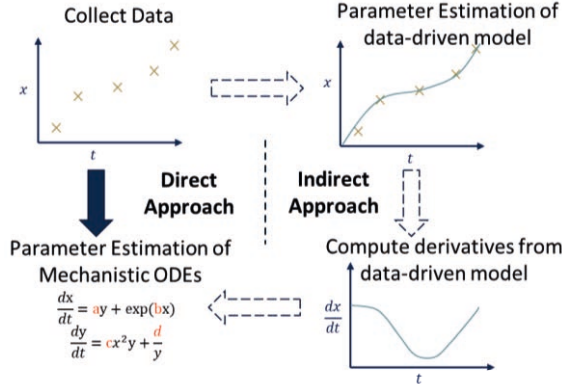 Collect Data
x
t
Parameter Estimation of
data-driven model
x
t
Direct
Approach
Indirect
Approach
Parameter Estimation of
Mechanistic ODEs
dx/dt = ay + exp(bx)
dy/dt = cx²y + d/y
Compute derivatives from
data-driven model
dx/dt
t